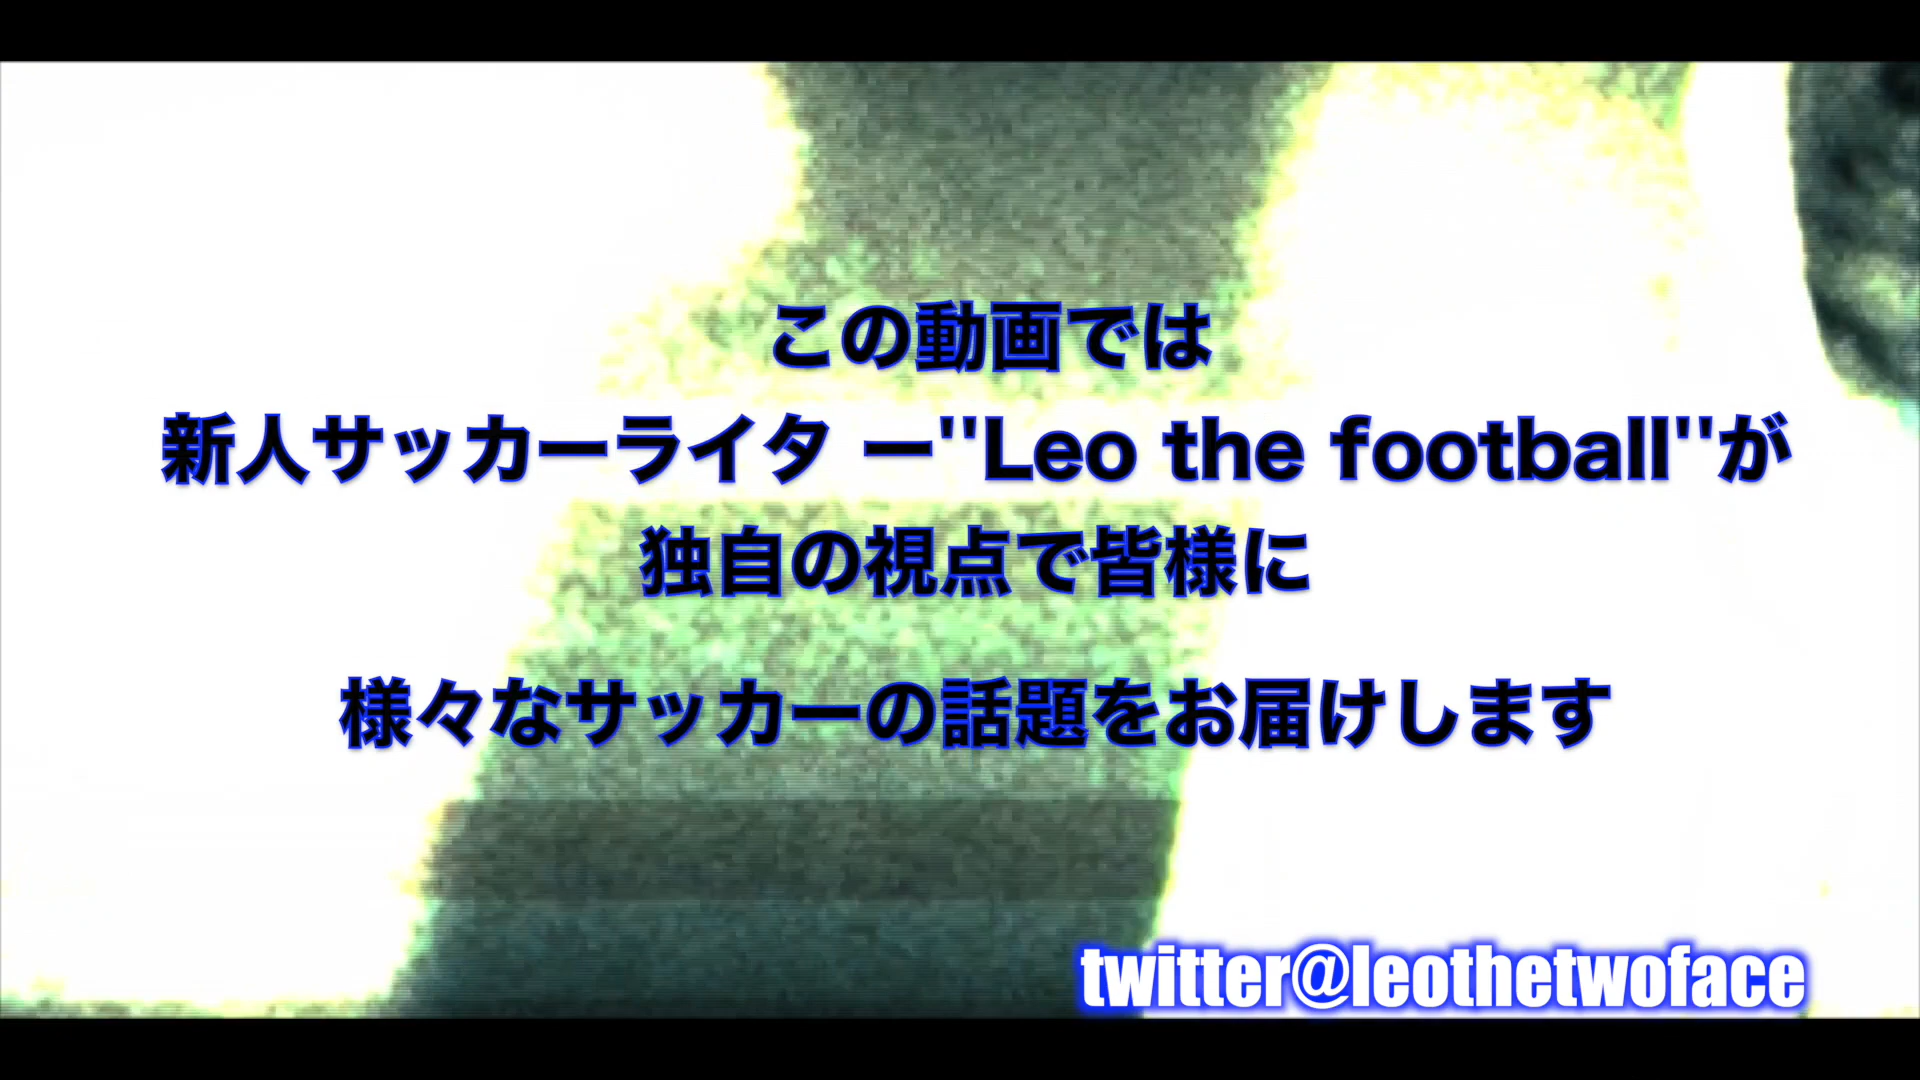 この動画では
新人サッカーライタ ー"Leo the football"が
独自の視点で皆様に
様々なサッカーの話題をお届けします
twitter@leothetwoface